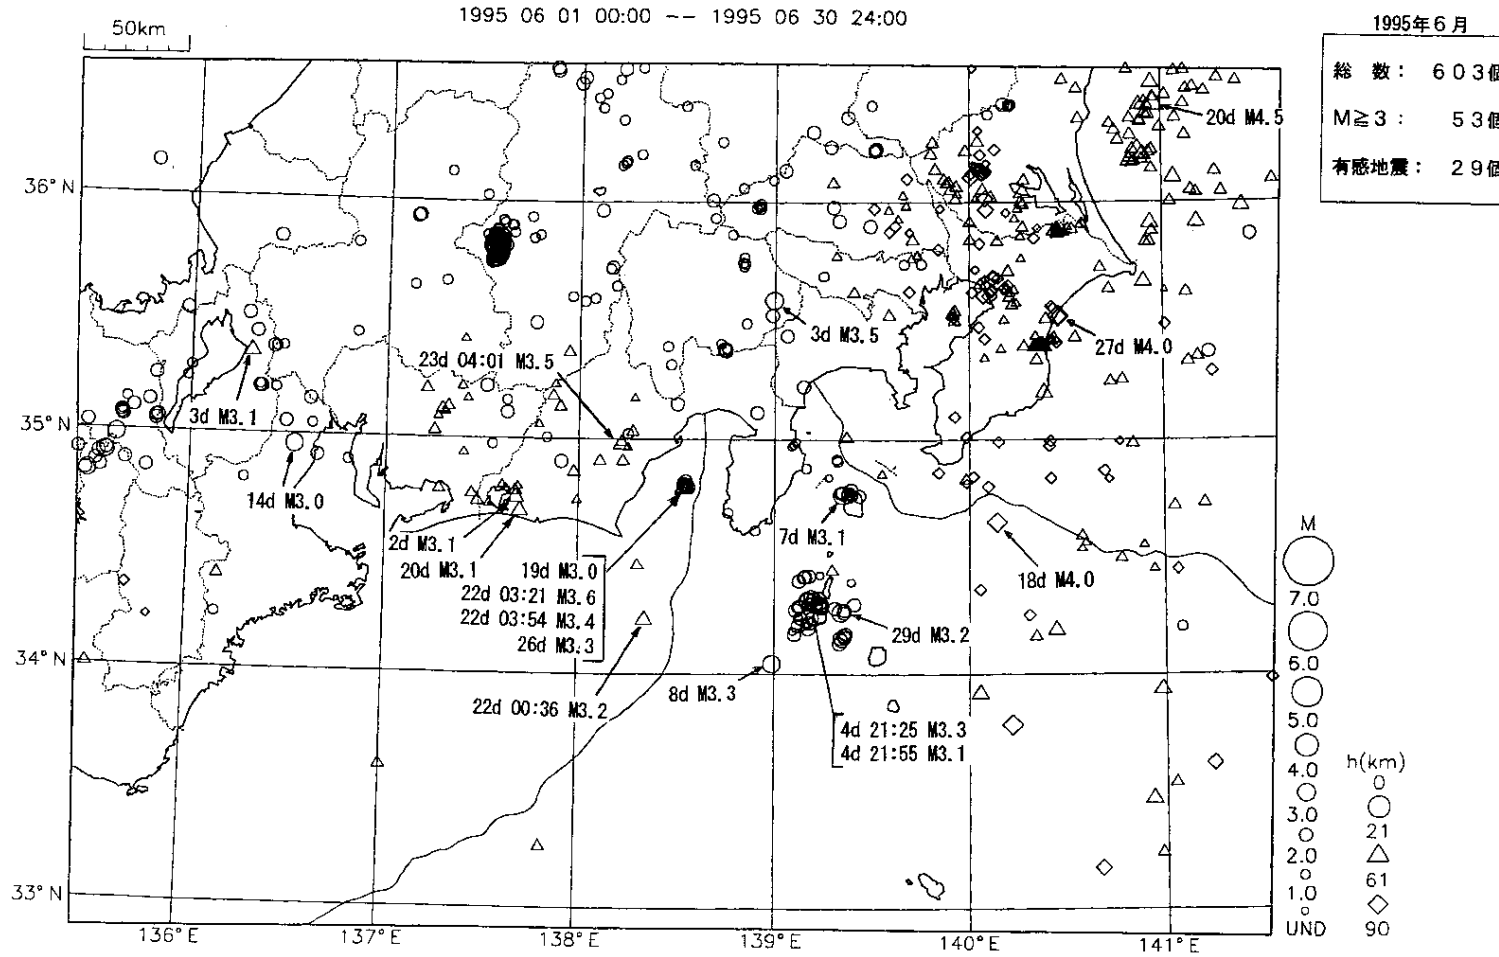 1995 06 01 00:00 -- 1995 06 30 24:00
50km
1995年6月
総 数： 603個
M≧3： 53個
有感地震： 29個
36°N
35°N
34°N
33°N
136°E
137°E
138°E
139°E
140°E
141°E
20d M4.5
3d M3.5
27d M4.0
23d 04:01 M3.5
3d M3.1
14d M3.0
2d M3.1
20d M3.1
19d M3.0
22d 03:21 M3.6
22d 03:54 M3.4
26d M3.3
7d M3.1
18d M4.0
29d M3.2
8d M3.3
22d 00:36 M3.2
4d 21:25 M3.3
4d 21:55 M3.1
M
7.0
6.0
5.0
4.0
3.0
2.0
1.0
UND
h(km)
0
21
61
90